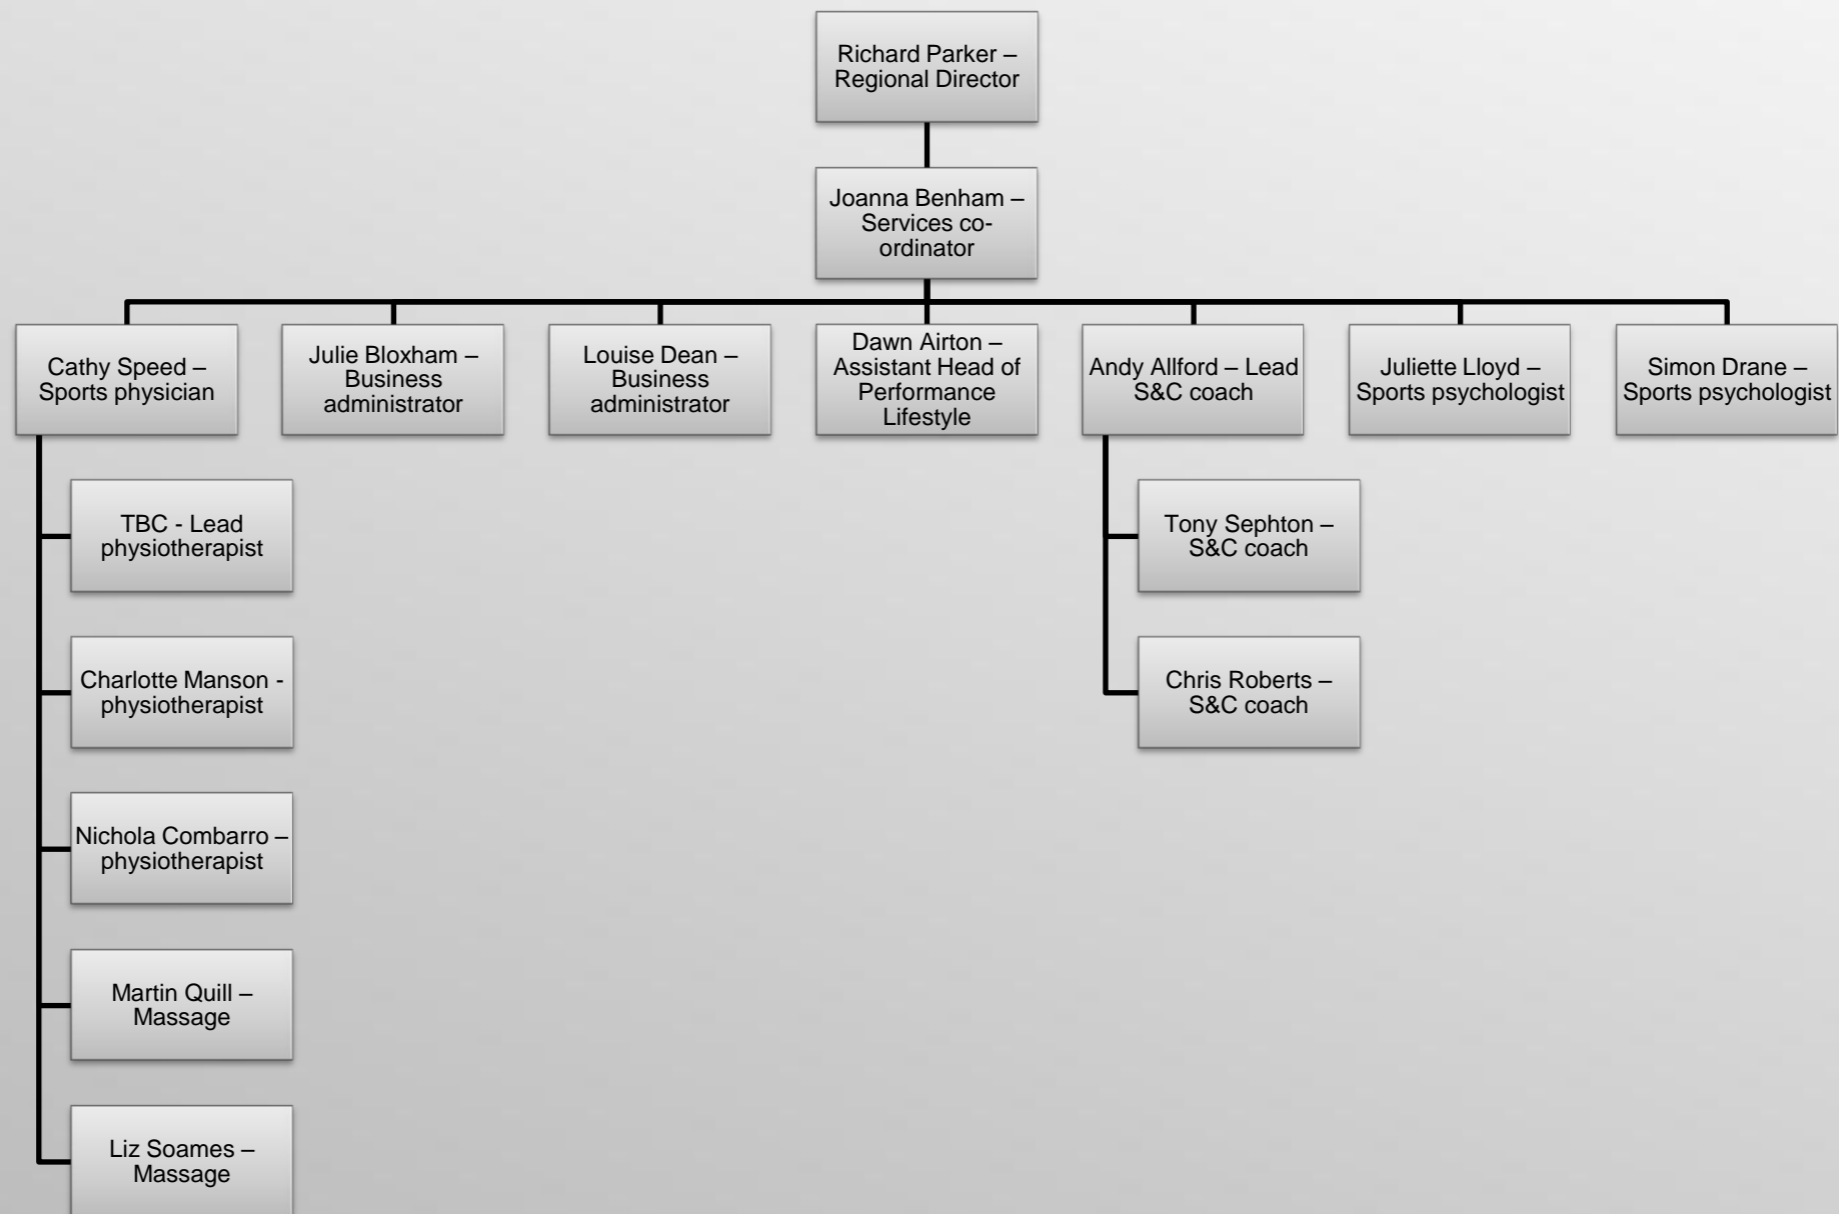 Richard Parker –
Regional Director
Joanna Benham –
Services co-
ordinator
Cathy Speed –
Sports physician
Julie Bloxham –
Business
administrator
Louise Dean –
Business
administrator
Dawn Airton –
Assistant Head of
Performance
Lifestyle
Andy Allford – Lead
S&C coach
Juliette Lloyd –
Sports psychologist
Simon Drane –
Sports psychologist
TBC - Lead
physiotherapist
Charlotte Manson -
physiotherapist
Nichola Combarro –
physiotherapist
Martin Quill –
Massage
Liz Soames –
Massage
Tony Sephton –
S&C coach
Chris Roberts –
S&C coach